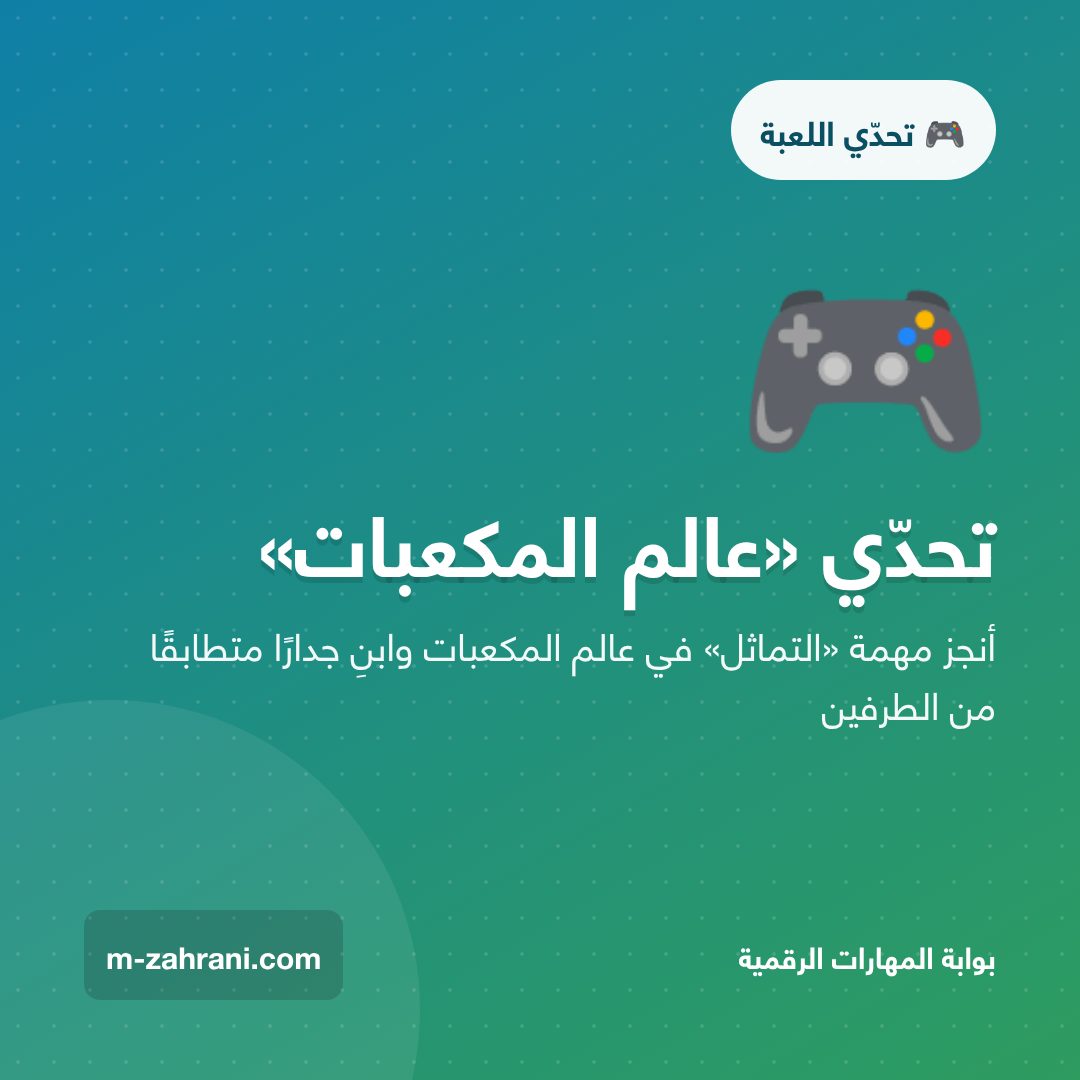 🎮 تحدّي اللعبة
تحدّي «عالم المكعبات»
أنجز مهمة «التماثل» في عالم المكعبات وابنِ جدارًا متطابقًا
من الطرفين
بوابة المهارات الرقمية
m-zahrani.com